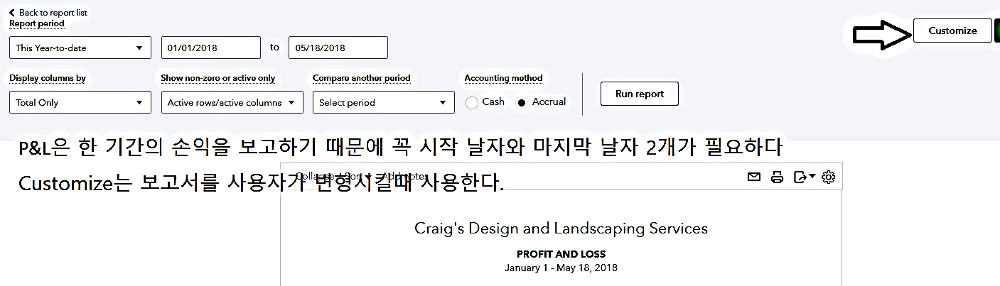 Back to report list
Report period
This Year-to-date 01/01/2018 to 05/18/2018 Customize
Display columns by Show non-zero or active only Compare another period Accounting method
Total Only Active rows/active columns Select period Cash Accrual Run report
P&L은 한 기간의 손익을 보고하기 때문에 꼭 시작 날자와 마지막 날자 2개가 필요하다
Collapse Sort Add notes
Customize는 보고서를 사용자가 변형시킬때 사용한다.
Craig's Design and Landscaping Services
PROFIT AND LOSS
January 1 - May 18, 2018